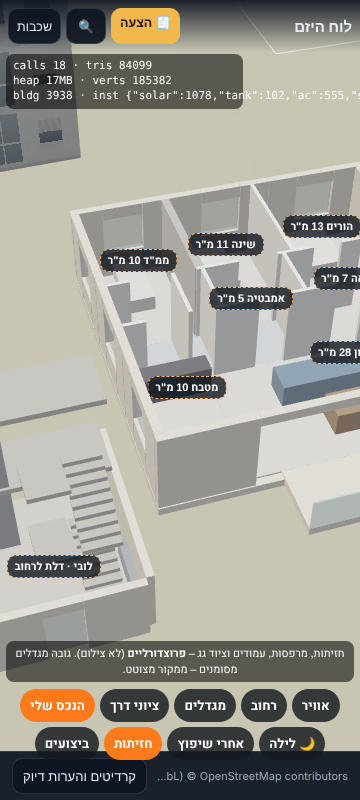 לוח היזם
🧾 הצעה
🔍
שכבות
calls 18 · tris 84099
heap 17MB · verts 185382
bldg 3938 · inst {"solar":1078,"tank":102,"ac":555,"s
הורים 13 מ"ר
שינה 11 מ"ר
ממ"ד 10 מ"ר
7 מ"ר
אמבטיה 5 מ"ר
28 מ"ר
מטבח 10 מ"ר
לובי · דלת לרחוב
חזיתות, מרפסות, עמודים וציוד גג – פרוצדורליים (לא צילום). גובה מגדלים
מסומנים – ממקור מצוטט.
אוויר
רחוב
מגדלים
ציוני דרך
הנכס שלי
🌙 לילה
אחרי שיפוץ
חזיתות
ביצועים
...bL) © OpenStreetMap contributors
קרדיטים והערות דיוק